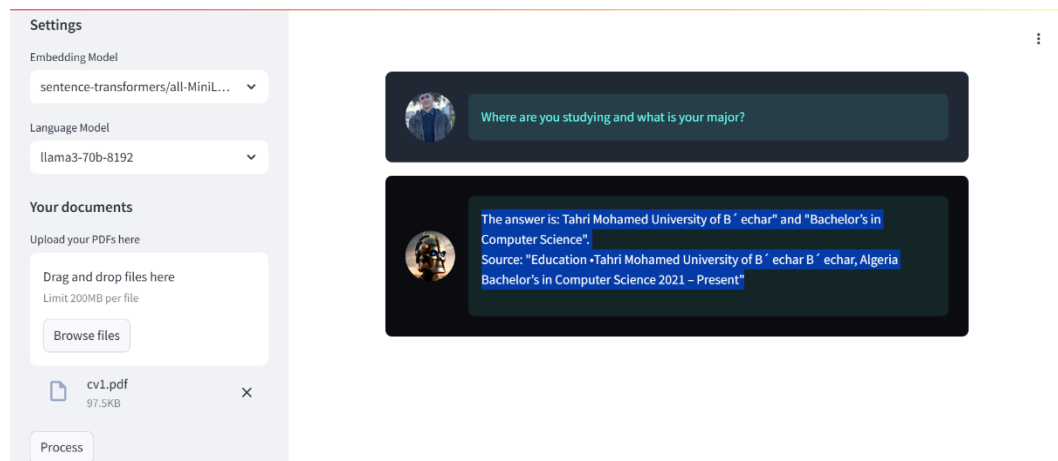 Settings
Embedding Model
sentence-transformers/all-MiniL...
Language Model
llama3-70b-8192
Your documents
Upload your PDFs here
Drag and drop files here
Limit 200MB per file
Browse files
cv1.pdf
97.5KB
Process
Where are you studying and what is your major?
The answer is: Tahri Mohamed University of B´ echar" and "Bachelor’s in
Computer Science".
Source: "Education •Tahri Mohamed University of B´ echar B´ echar, Algeria
Bachelor’s in Computer Science 2021 – Present"